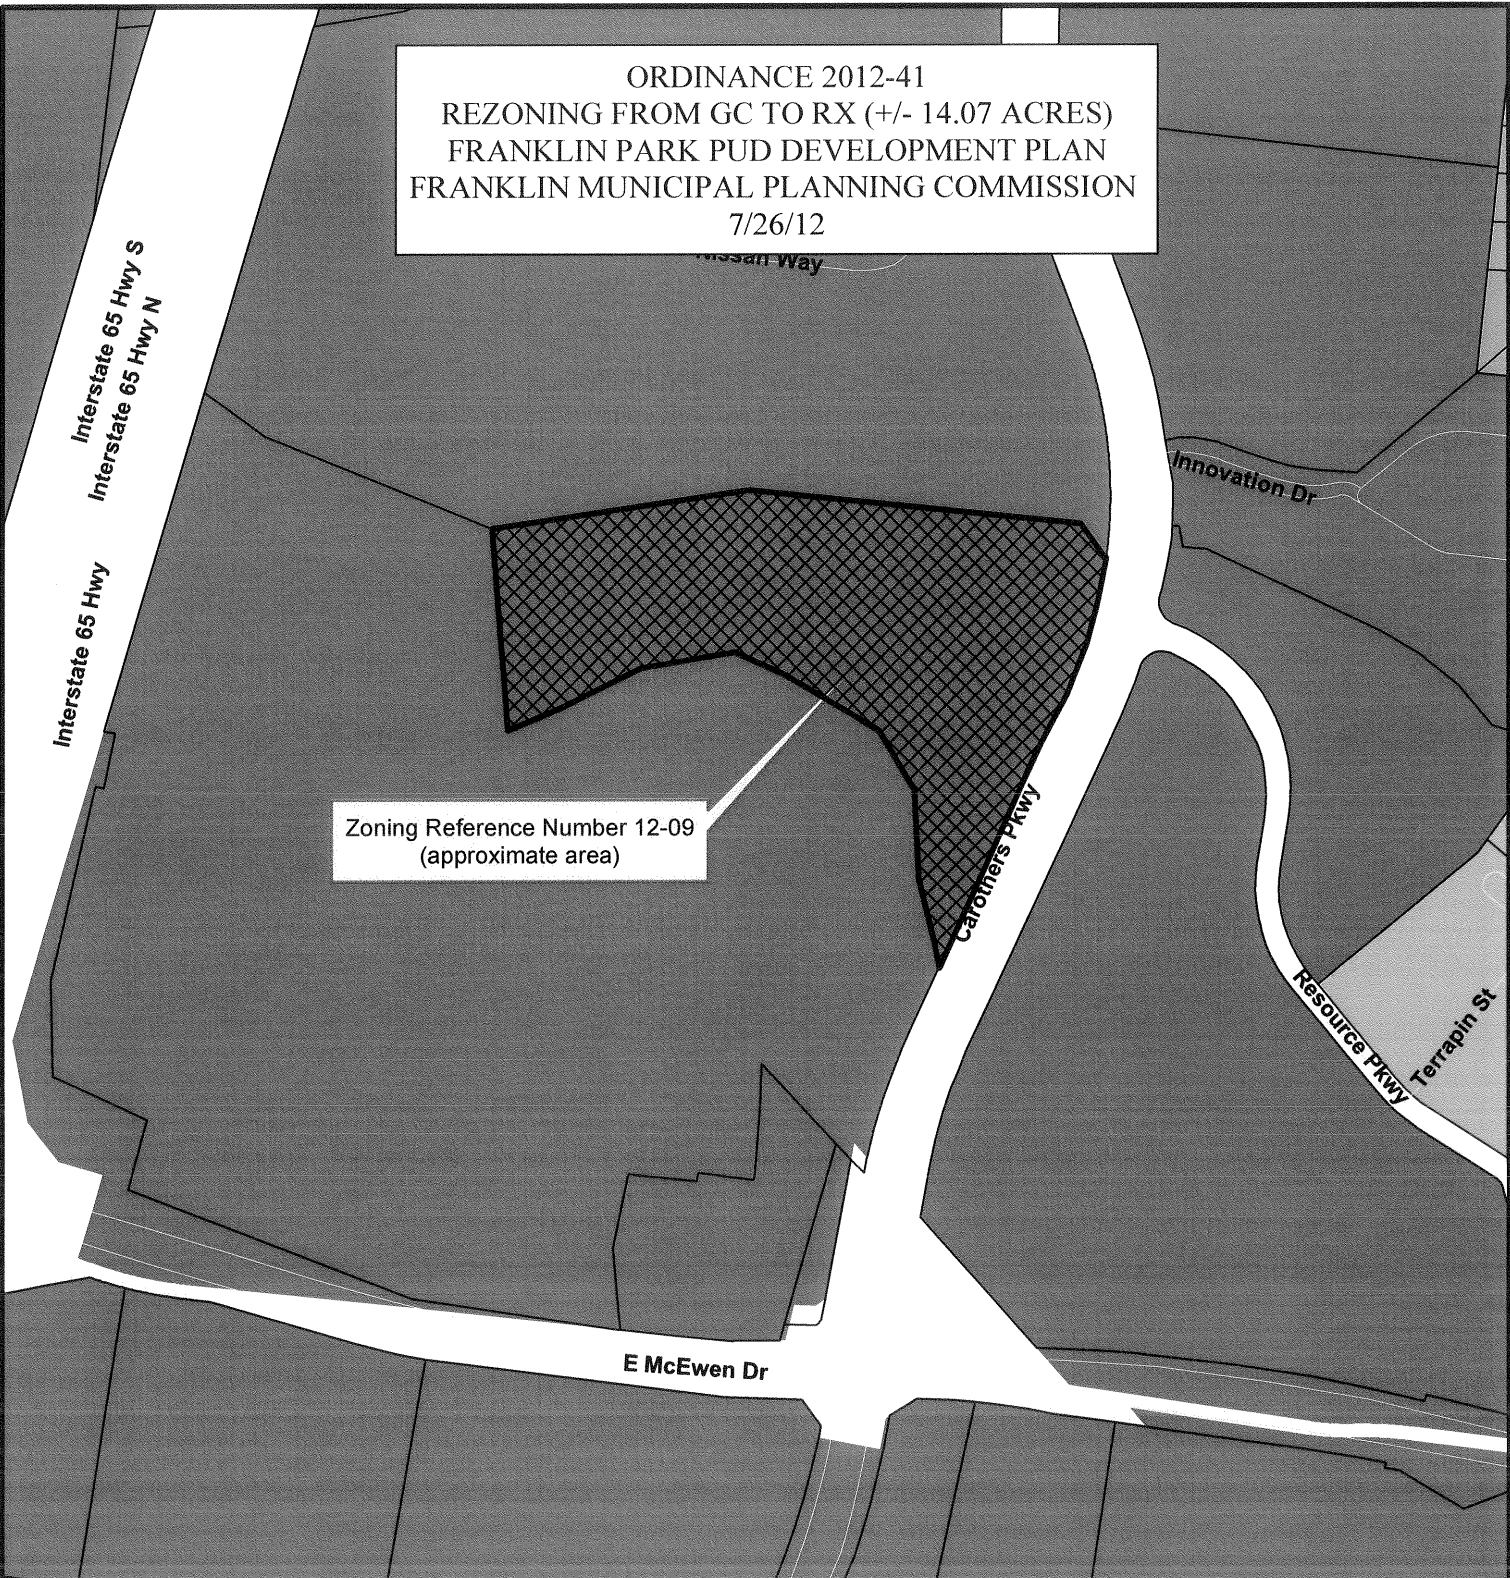 ORDINANCE 2012-41
REZONING FROM GC TO RX (+/- 14.07 ACRES)
FRANKLIN PARK PUD DEVELOPMENT PLAN
FRANKLIN MUNICIPAL PLANNING COMMISSION
7/26/12
Nissan Way
Interstate 65 Hwy S
Interstate 65 Hwy N
Innovation Dr
Interstate 65 Hwy
Zoning Reference Number 12-09
(approximate area)
Carothers Pkwy
Resource Pkwy
Terrapin St
E McEwen Dr